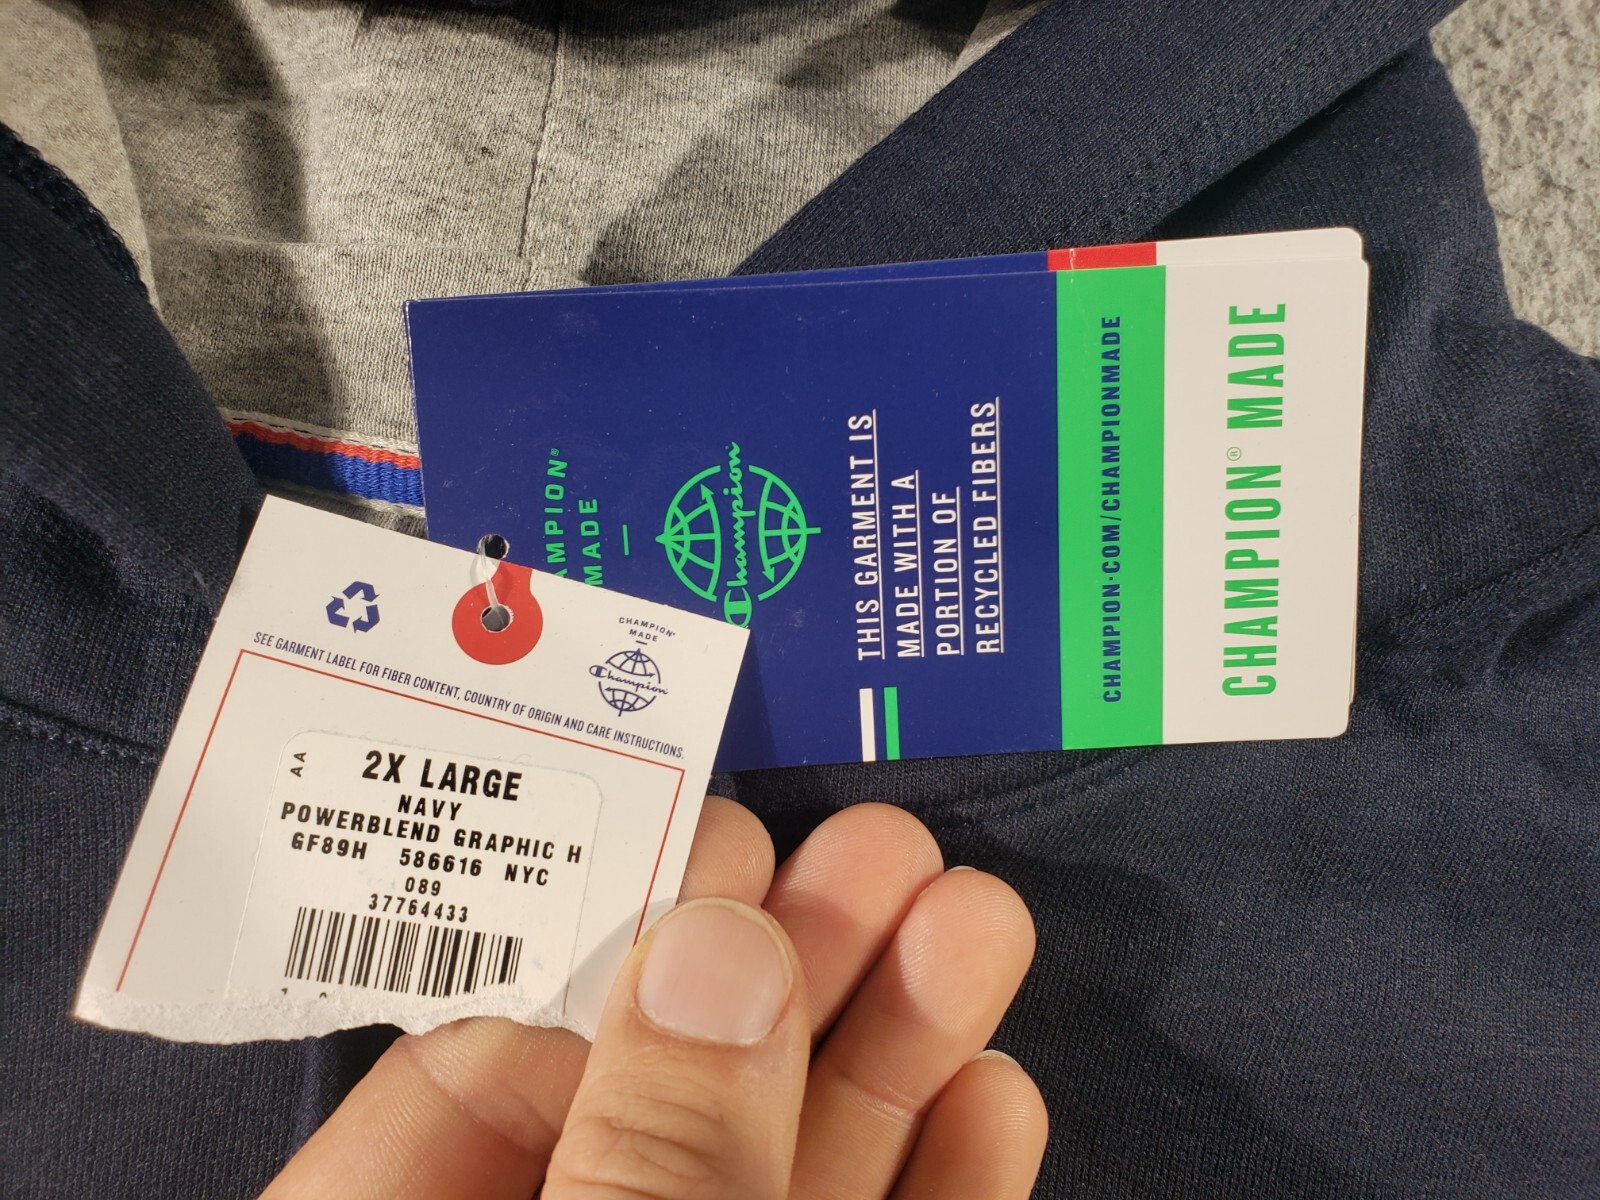 CHAMPION®
MADE
Champion
SEE GARMENT LABEL FOR FIBER CONTENT, COUNTRY OF ORIGIN AND CARE INSTRUCTIONS.
AA
2X LARGE
NAVY
POWERBLEND GRAPHIC H
GF89H 586616 NYC
089
37764433
AMPION®
MADE
Champion
THIS GARMENT IS
MADE WITH A
PORTION OF
RECYCLED FIBERS
CHAMPION.COM/CHAMPIONMADE
CHAMPION® MADE